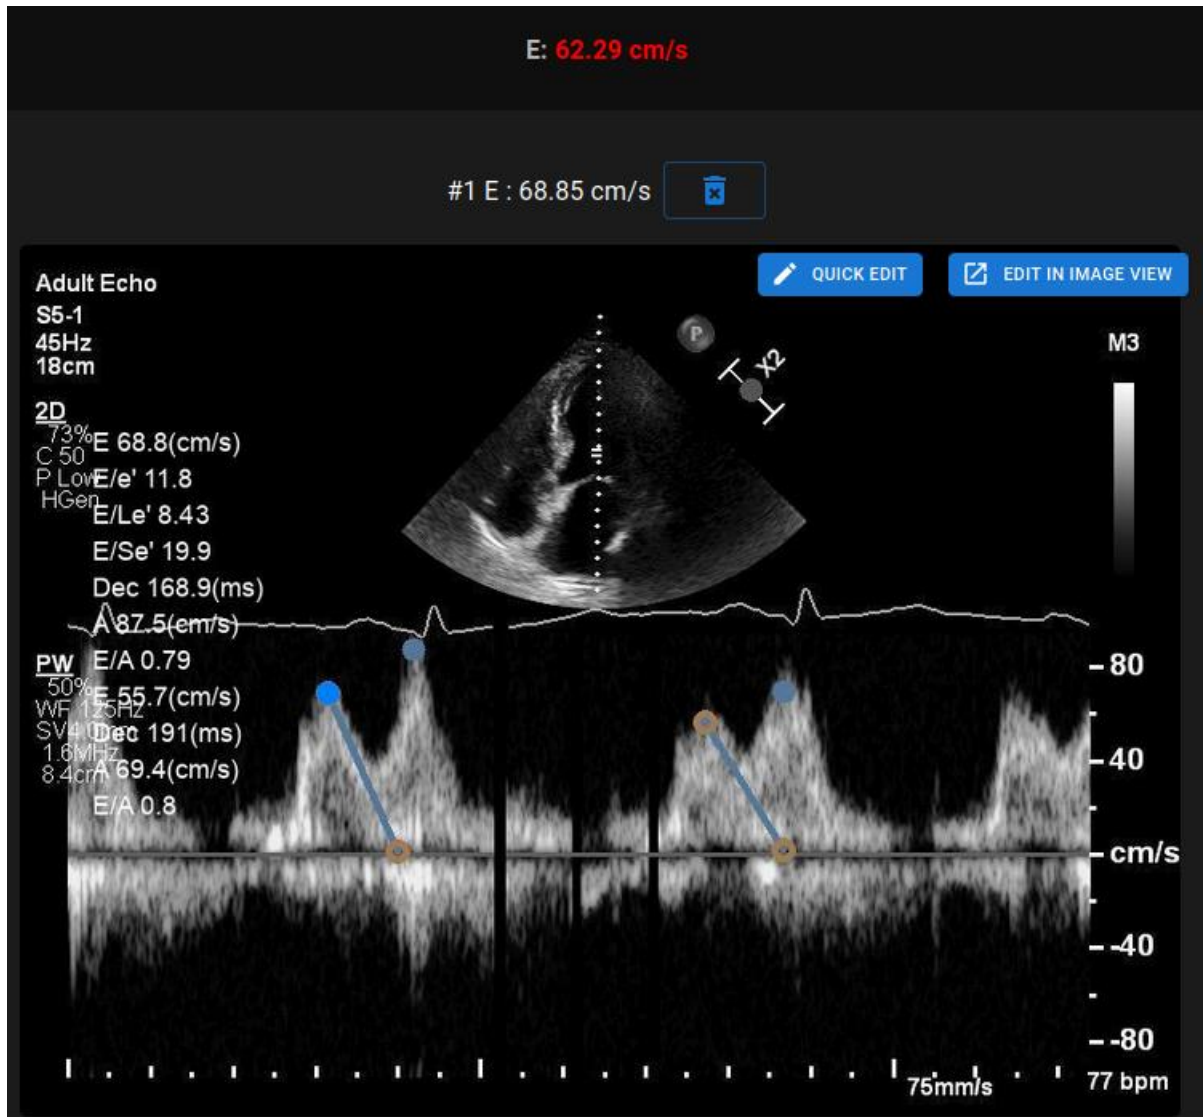 E: 62.29 cm/s
#1 E : 68.85 cm/s
QUICK EDIT
EDIT IN IMAGE VIEW
Adult Echo
S5-1
45Hz
18cm
P
X2
M3
2D
73%
C 50
P Low
HGen
E 68.8(cm/s)
E/e' 11.8
E/Le' 8.43
E/Se' 19.9
Dec 168.9(ms)
A 87.5(cm/s)
E/A 0.79
E 55.7(cm/s)
Dec 191(ms)
A 69.4(cm/s)
E/A 0.8
PW
50%
WF 125Hz
1.6MHz
8.4cm
80
40
cm/s
-40
-80
75mm/s
77 bpm